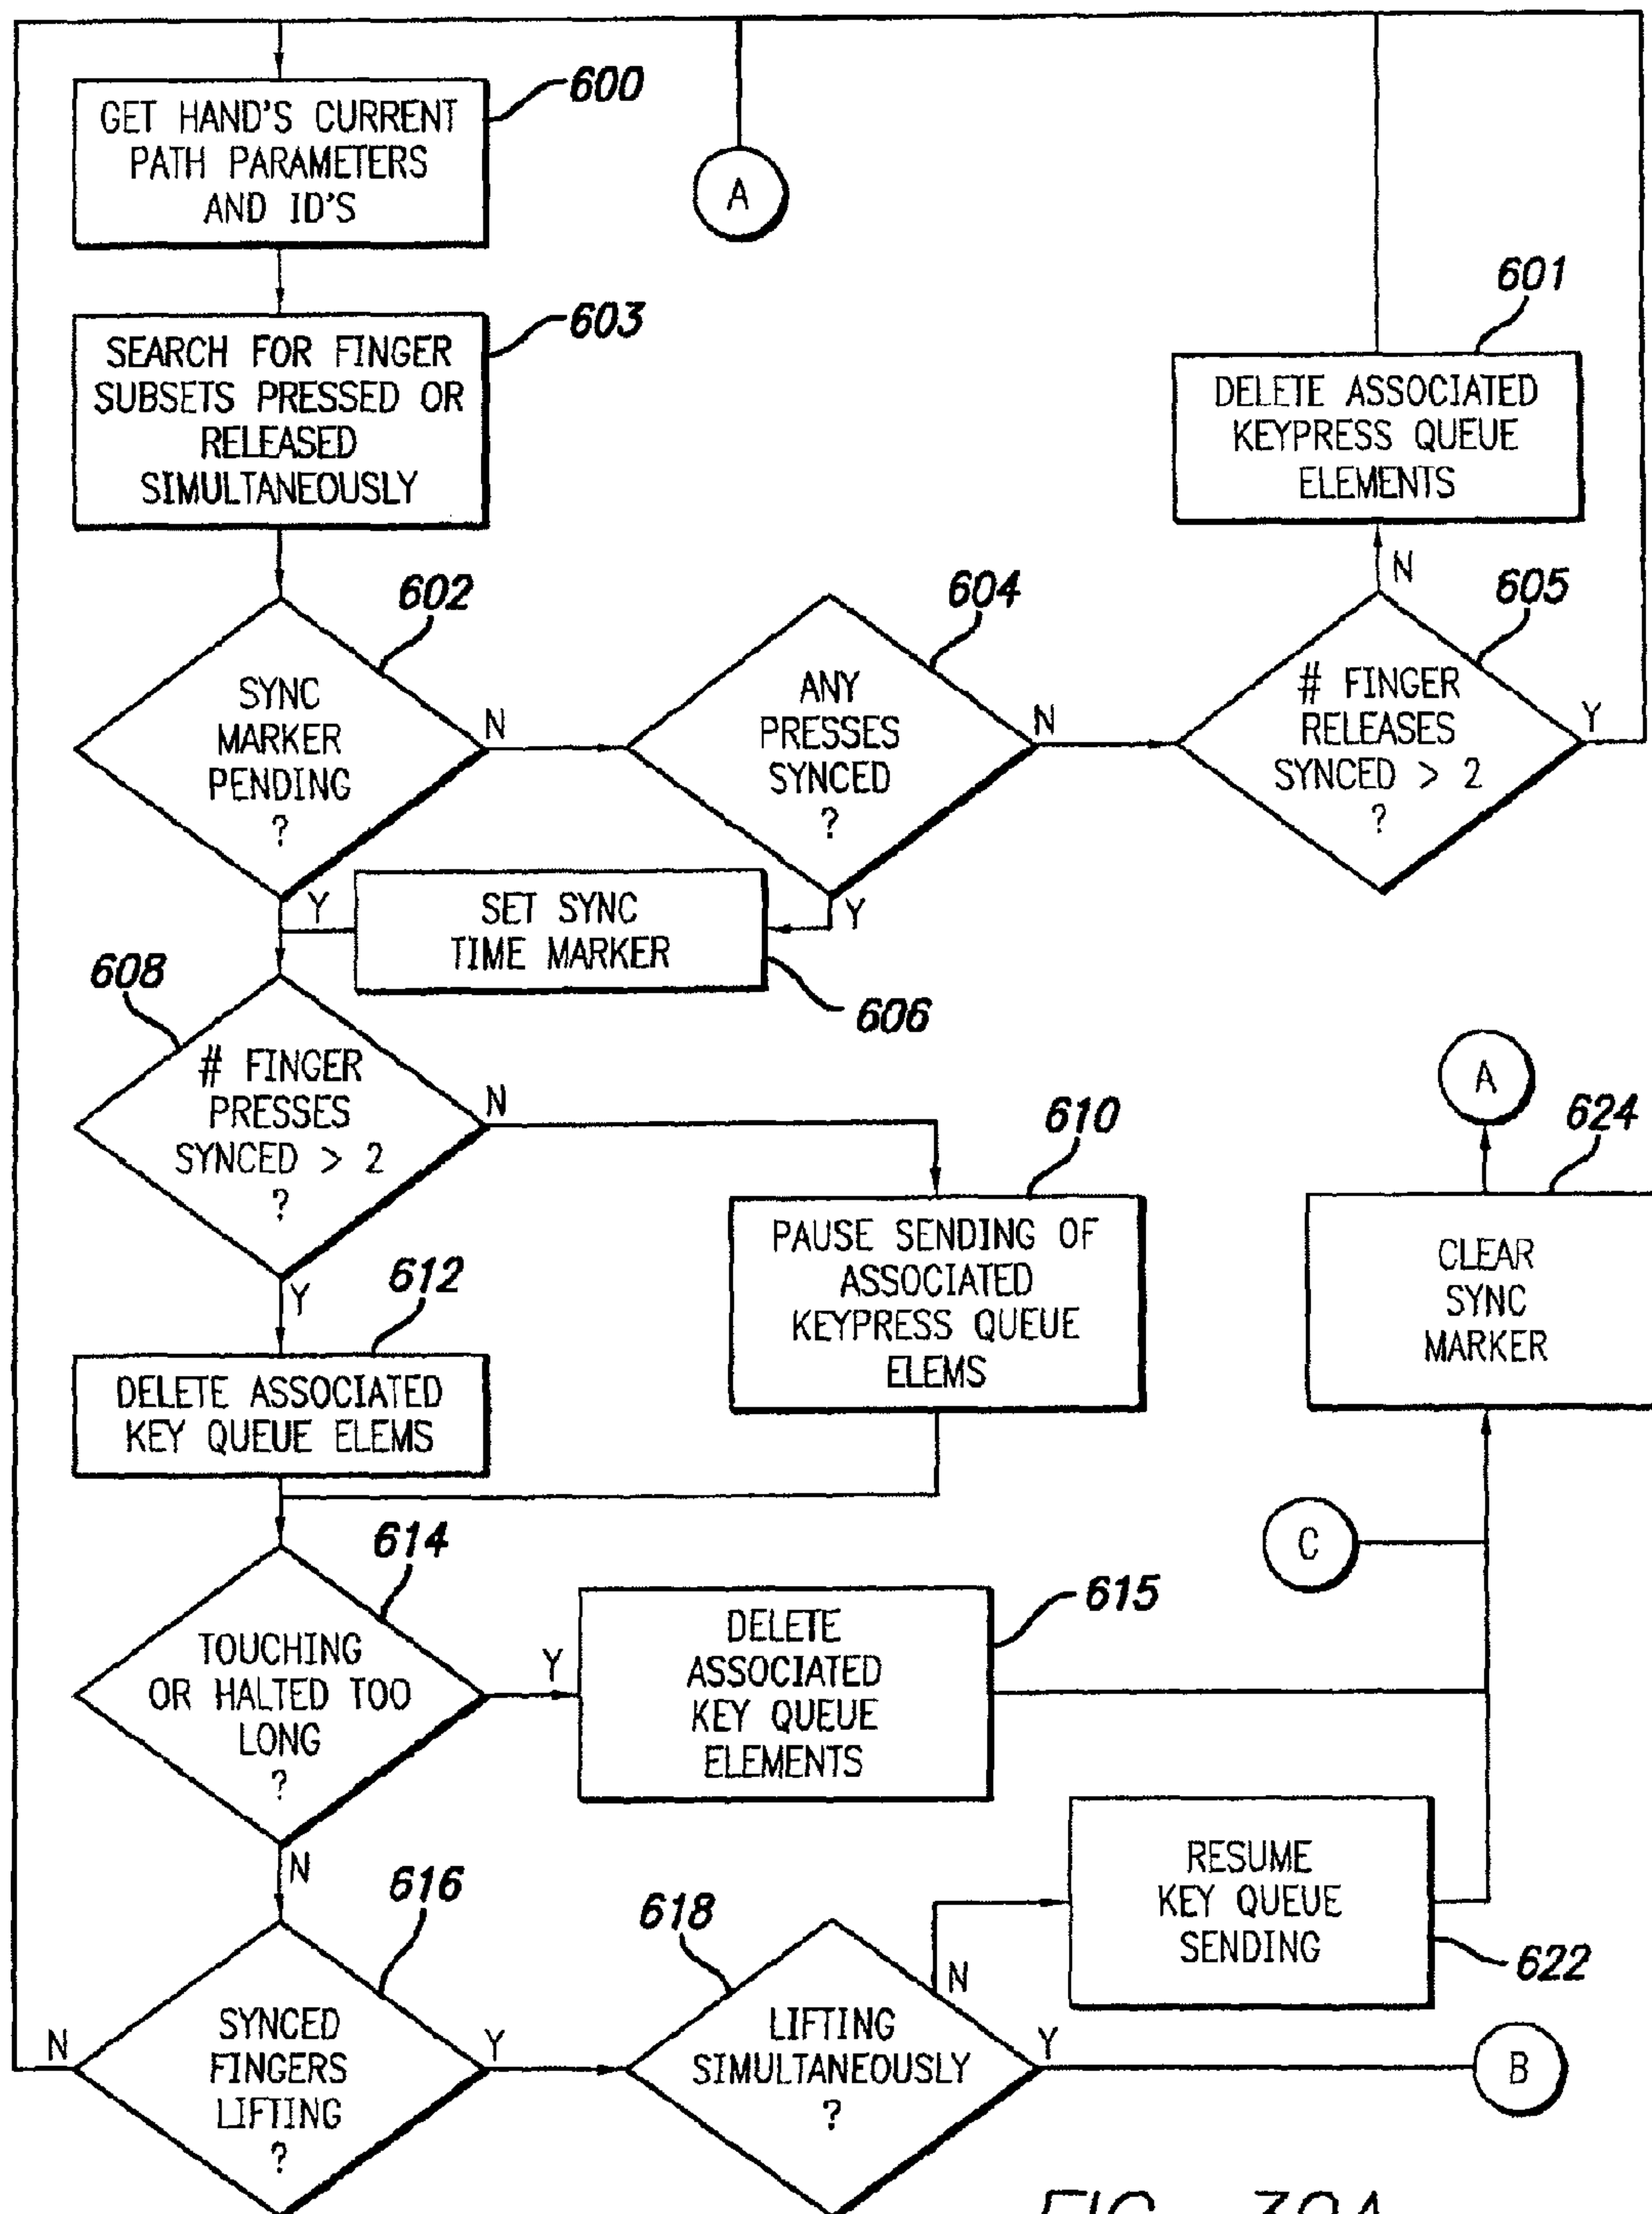 GET HAND'S CURRENT
PATH PARAMETERS
AND ID'S
600
A
SEARCH FOR FINGER
SUBSETS PRESSED OR
RELEASED
SIMULTANEOUSLY
603
601
DELETE ASSOCIATED
KEYPRESS QUEUE
ELEMENTS
N
602
SYNC
MARKER
PENDING
?
N
Y
604
ANY
PRESSES
SYNCED
?
N
Y
605
# FINGER
RELEASES
SYNCED > 2
?
Y
SET SYNC
TIME MARKER
606
608
# FINGER
PRESSES
SYNCED > 2
?
N
Y
610
PAUSE SENDING OF
ASSOCIATED
KEYPRESS QUEUE
ELEMS
A
624
CLEAR
SYNC
MARKER
612
DELETE ASSOCIATED
KEY QUEUE ELEMS
C
614
TOUCHING
OR HALTED TOO
LONG
?
Y
N
615
DELETE
ASSOCIATED
KEY QUEUE
ELEMENTS
616
SYNCED
FINGERS
LIFTING
?
N
Y
618
LIFTING
SIMULTANEOUSLY
?
N
Y
RESUME
KEY QUEUE
SENDING
622
B
FIG. 39A